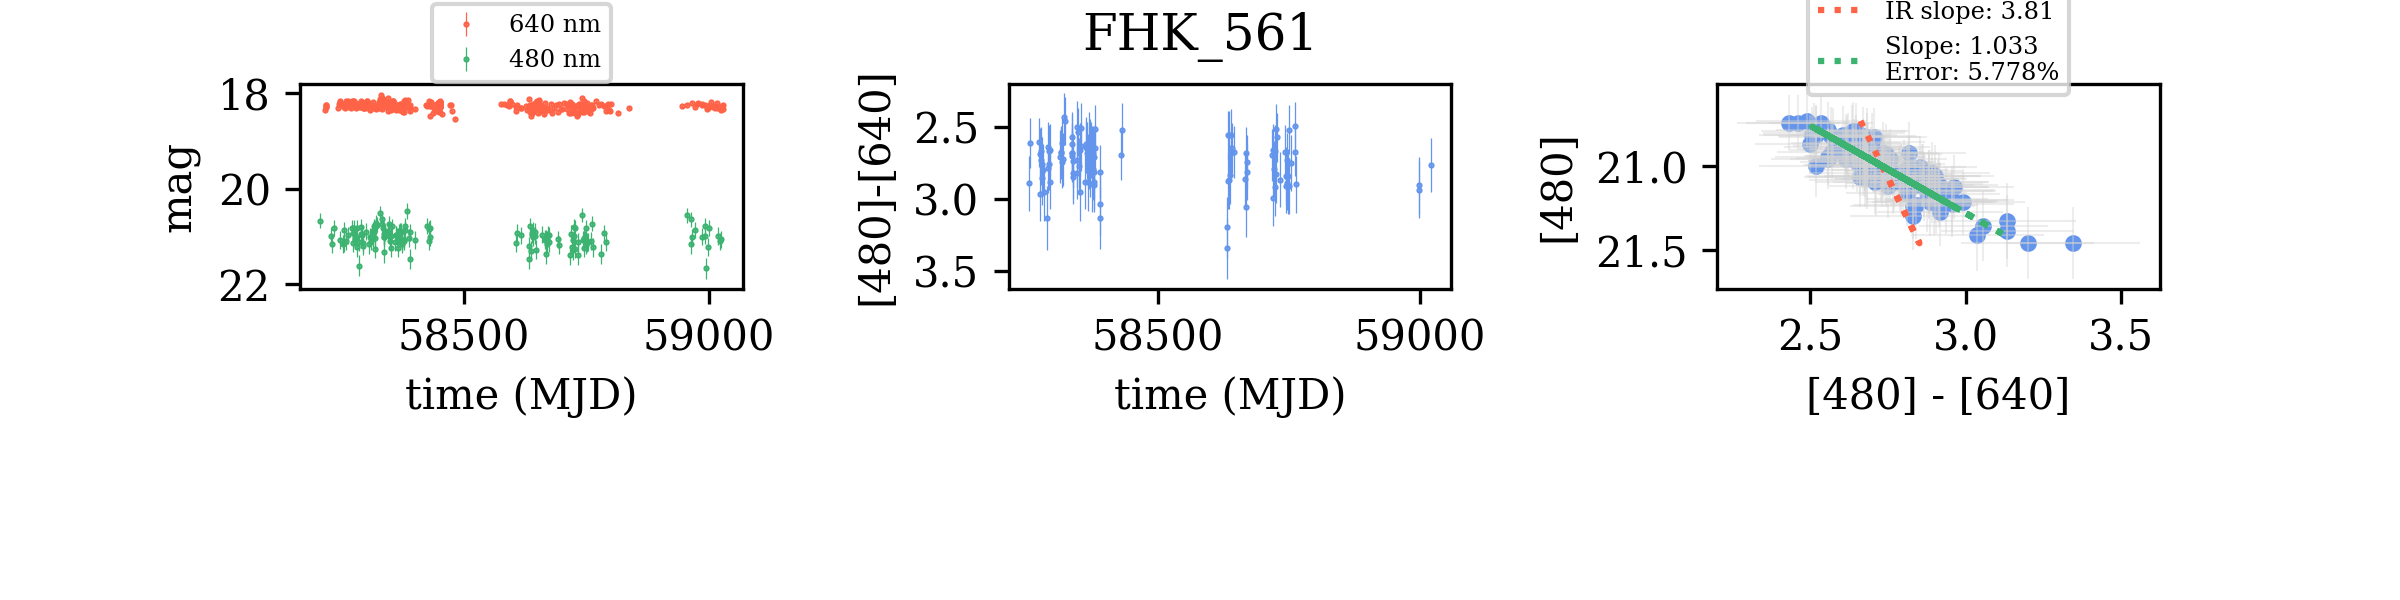 FHK_561
640 nm
480 nm
mag
18
20
22
58500
59000
time (MJD)
[480]-[640]
2.5
3.0
3.5
58500
59000
time (MJD)
IR slope: 3.81
Slope: 1.033
Error: 5.778%
[480]
21.0
21.5
2.5
3.0
3.5
[480] - [640]